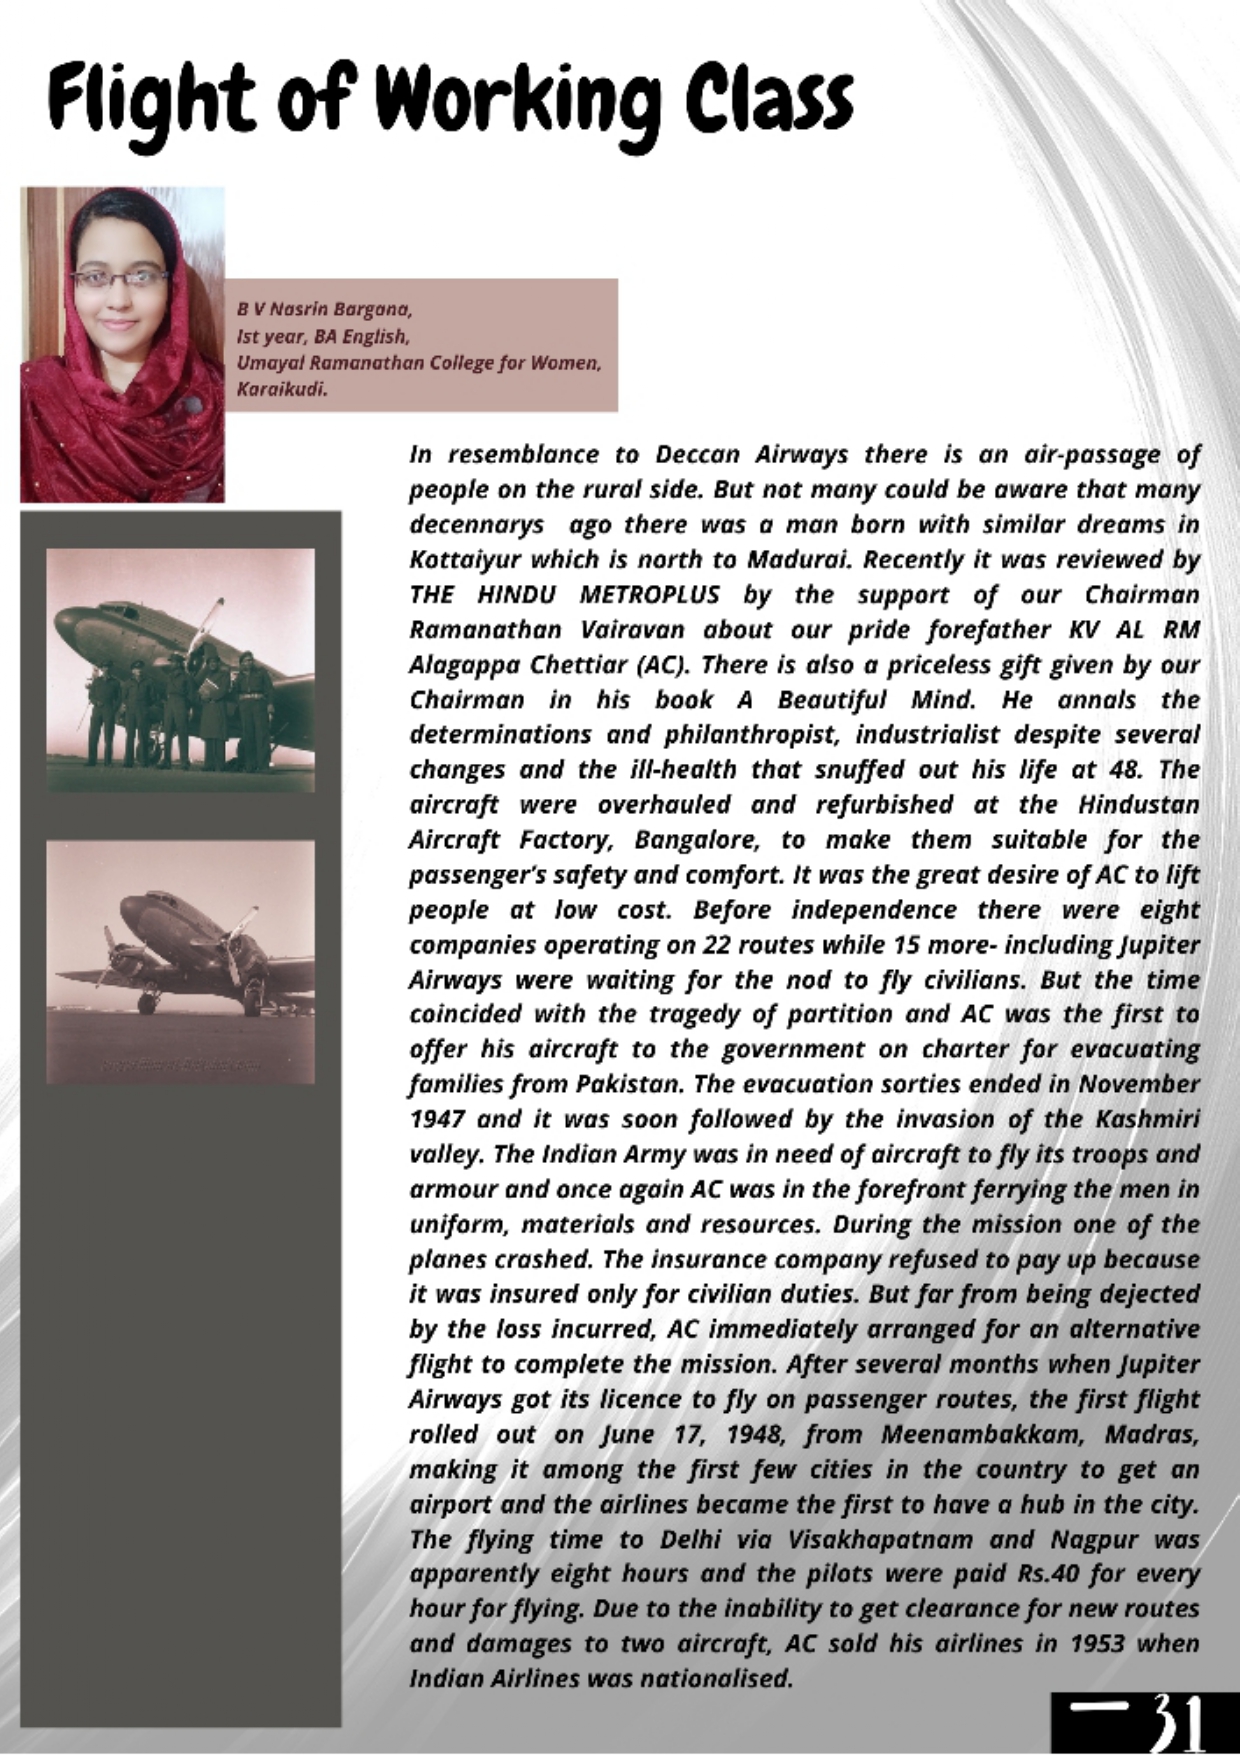 Flight of Working Class
B V Nasrin Bargana,
Ist year, BA English,
Umayal Ramanathan College for Women,
Karaikudi.
In resemblance to Deccan Airways there is an air-passage of
people on the rural side. But not many could be aware that many
decennarys ago there was a man born with similar dreams in
Kottaiyur which is north to Madurai. Recently it was reviewed by
THE HINDU METROPLUS by the support of our Chairman
Ramanathan Vairavan about our pride forefather KV AL RM
Alagappa Chettiar (AC). There is also a priceless gift given by our
Chairman in his book A Beautiful Mind. He annals the
determinations and philanthropist, industrialist despite several
changes and the ill-health that snuffed out his life at 48. The
aircraft were overhauled and refurbished at the Hindustan
Aircraft Factory, Bangalore, to make them suitable for the
passenger's safety and comfort. It was the great desire of AC to lift
people at low cost. Before independence there were eight
companies operating on 22 routes while 15 more- including Jupiter
Airways were waiting for the nod to fly civilians. But the time
coincided with the tragedy of partition and AC was the first to
offer his aircraft to the government on charter for evacuating
families from Pakistan. The evacuation sorties ended in November
1947 and it was soon followed by the invasion of the Kashmiri
valley. The Indian Army was in need of aircraft to fly its troops and
armour and once again AC was in the forefront ferrying the men in
uniform, materials and resources. During the mission one of the
planes crashed. The insurance company refused to pay up because
it was insured only for civilian duties. But far from being dejected
by the loss incurred, AC immediately arranged for an alternative
flight to complete the mission. After several months when Jupiter
Airways got its licence to fly on passenger routes, the first flight
rolled out on June 17, 1948, from Meenambakkam, Madras,
making it among the first few cities in the country to get an
airport and the airlines became the first to have a hub in the city.
The flying time to Delhi via Visakhapatnam and Nagpur was
apparently eight hours and the pilots were paid Rs.40 for every
hour for flying. Due to the inability to get clearance for new routes
and damages to two aircraft, AC sold his airlines in 1953 when
Indian Airlines was nationalised.
31